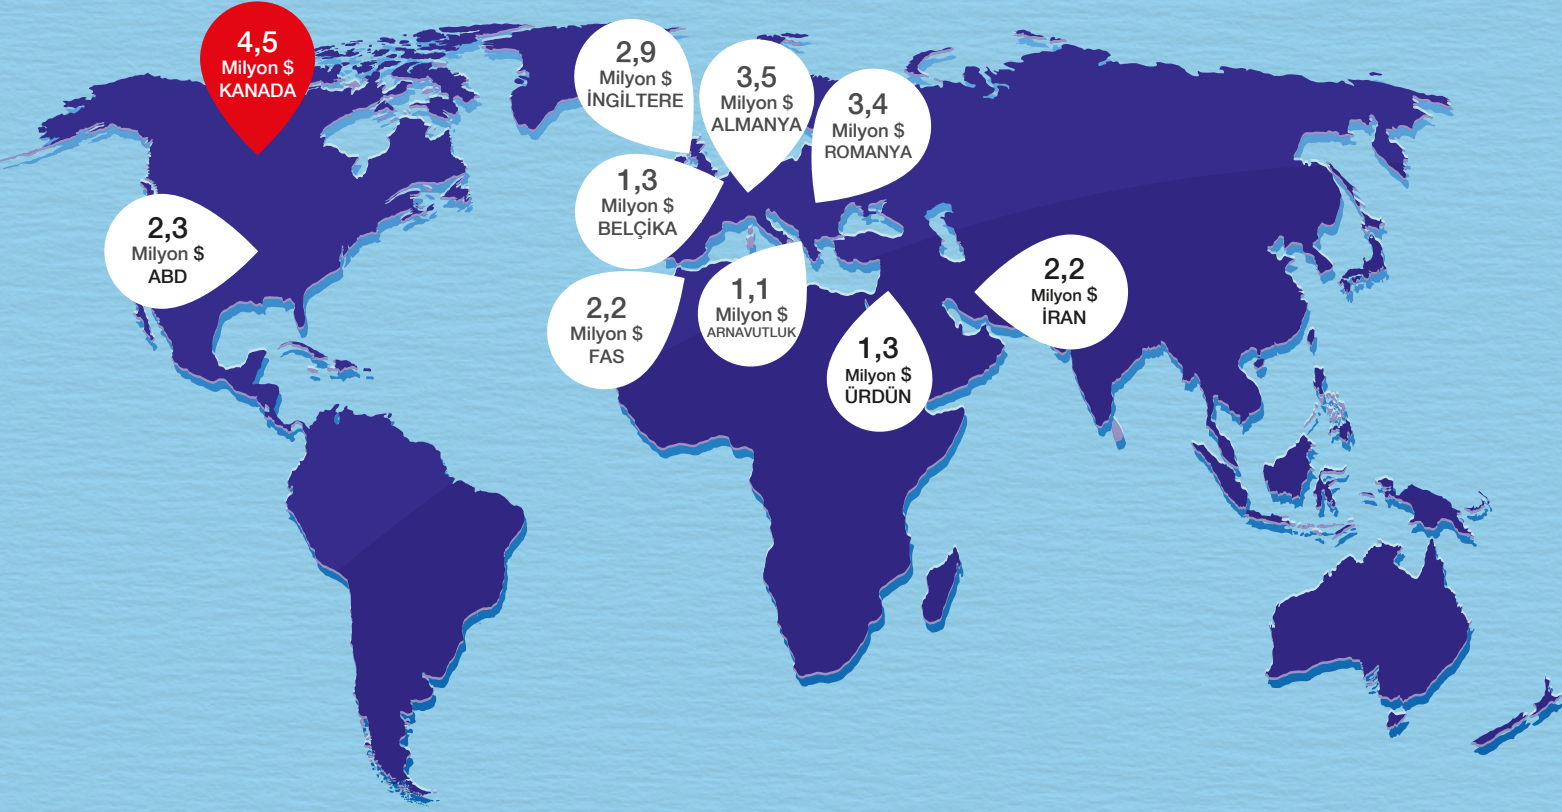 4,5
Milyon $
KANADA
2,9
Milyon $
İNGİLTERE
3,5
Milyon $
ALMANYA
3,4
Milyon $
ROMANYA
1,3
Milyon $
BELÇİKA
2,3
Milyon $
ABD
2,2
Milyon $
FAS
1,1
Milyon $
ARNAVUTLUK
1,3
Milyon $
ÜRDÜN
2,2
Milyon $
İRAN